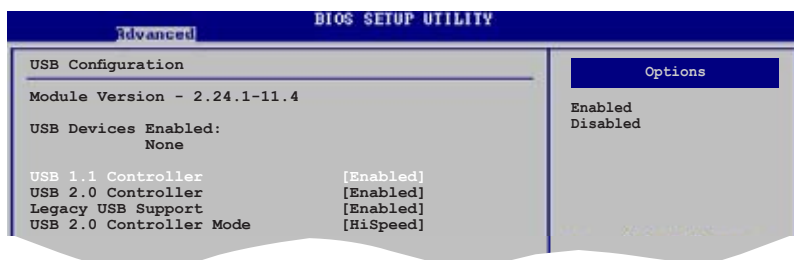 BIOS SETUP UTILITY
Advanced
USB Configuration
Module Version - 2.24.1-11.4
USB Devices Enabled:
None
USB 1.1 Controller [Enabled]
USB 2.0 Controller [Enabled]
Legacy USB Support [Enabled]
USB 2.0 Controller Mode [HiSpeed]
Options
Enabled
Disabled